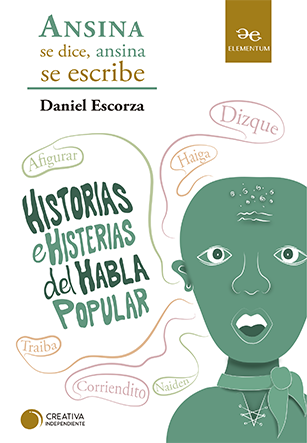 ANSINA
se dice, ansina
se escribe
Daniel Escorza
ELEMENTUM
Dizque
Afigurar
Haiga
HISTORIAS
e HISTERIAS
del HABLA
POPULAR
Traiba
Corriendito
Naiden
CREATIVA
INDEPENDIENTE